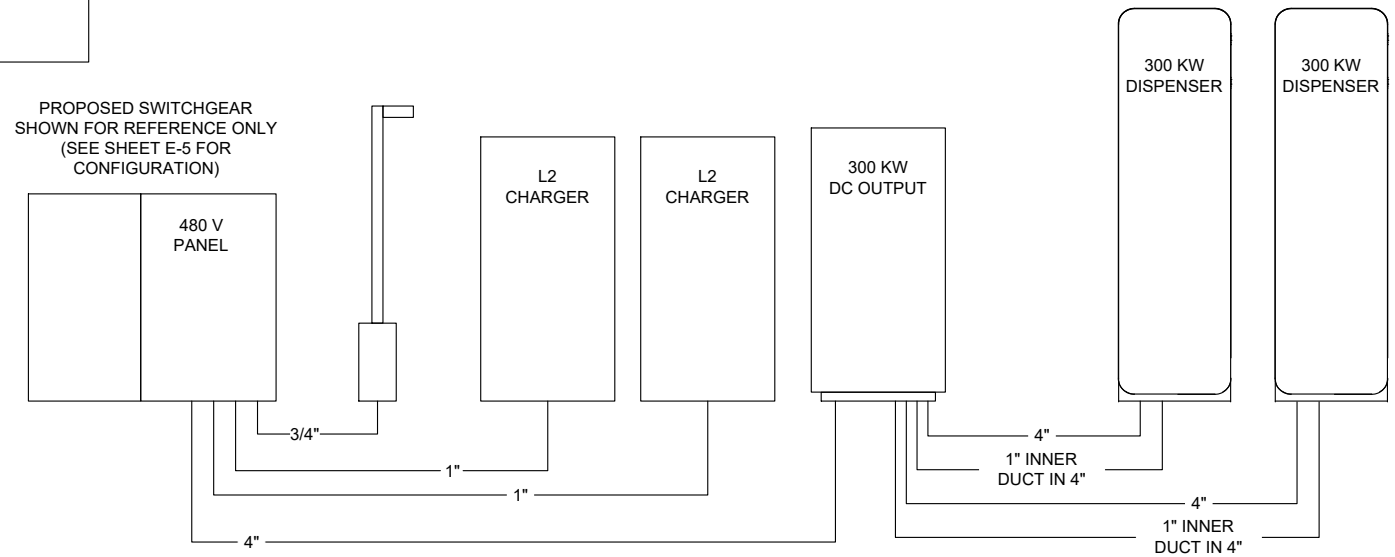 PROPOSED SWITCHGEAR
SHOWN FOR REFERENCE ONLY
(SEE SHEET E-5 FOR
CONFIGURATION)
480 V
PANEL
L2
CHARGER
L2
CHARGER
300 KW
DC OUTPUT
300 KW
DISPENSER
300 KW
DISPENSER
3/4"
1"
1"
4"
4"
1" INNER
DUCT IN 4"
4"
1" INNER
DUCT IN 4"